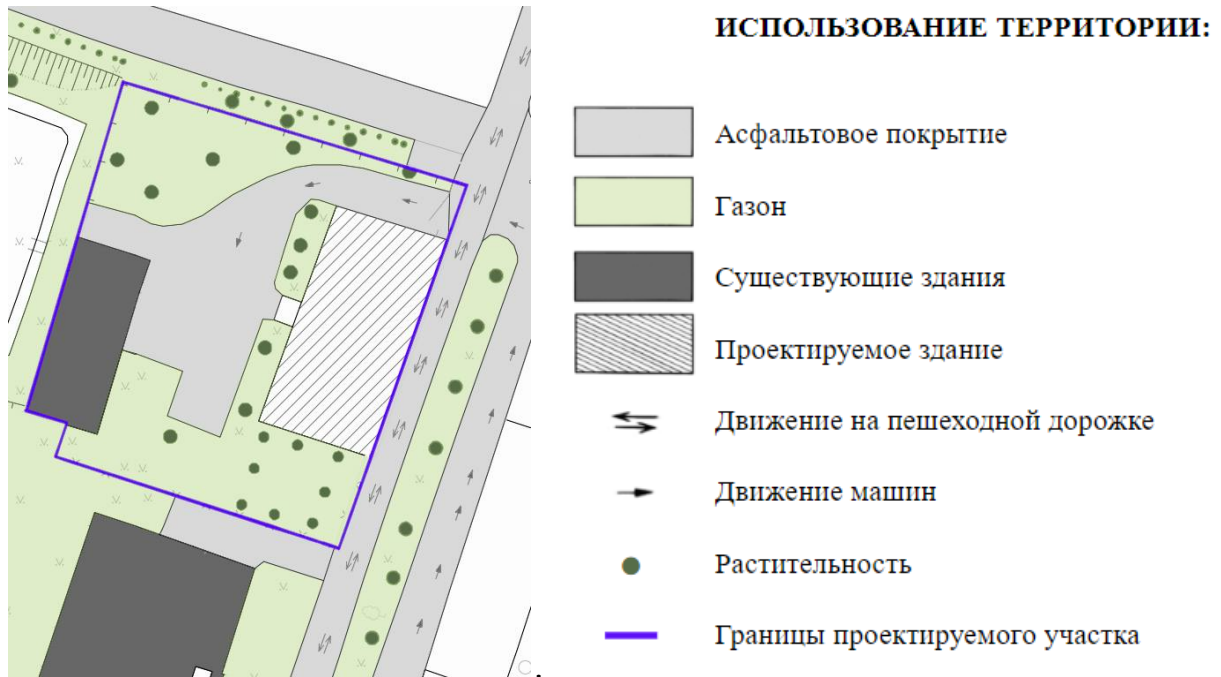 ИСПОЛЬЗОВАНИЕ ТЕРРИТОРИИ:
Асфальтовое покрытие
Газон
Существующие здания
Проектируемое здание
Движение на пешеходной дорожке
Движение машин
Растительность
Границы проектируемого участка